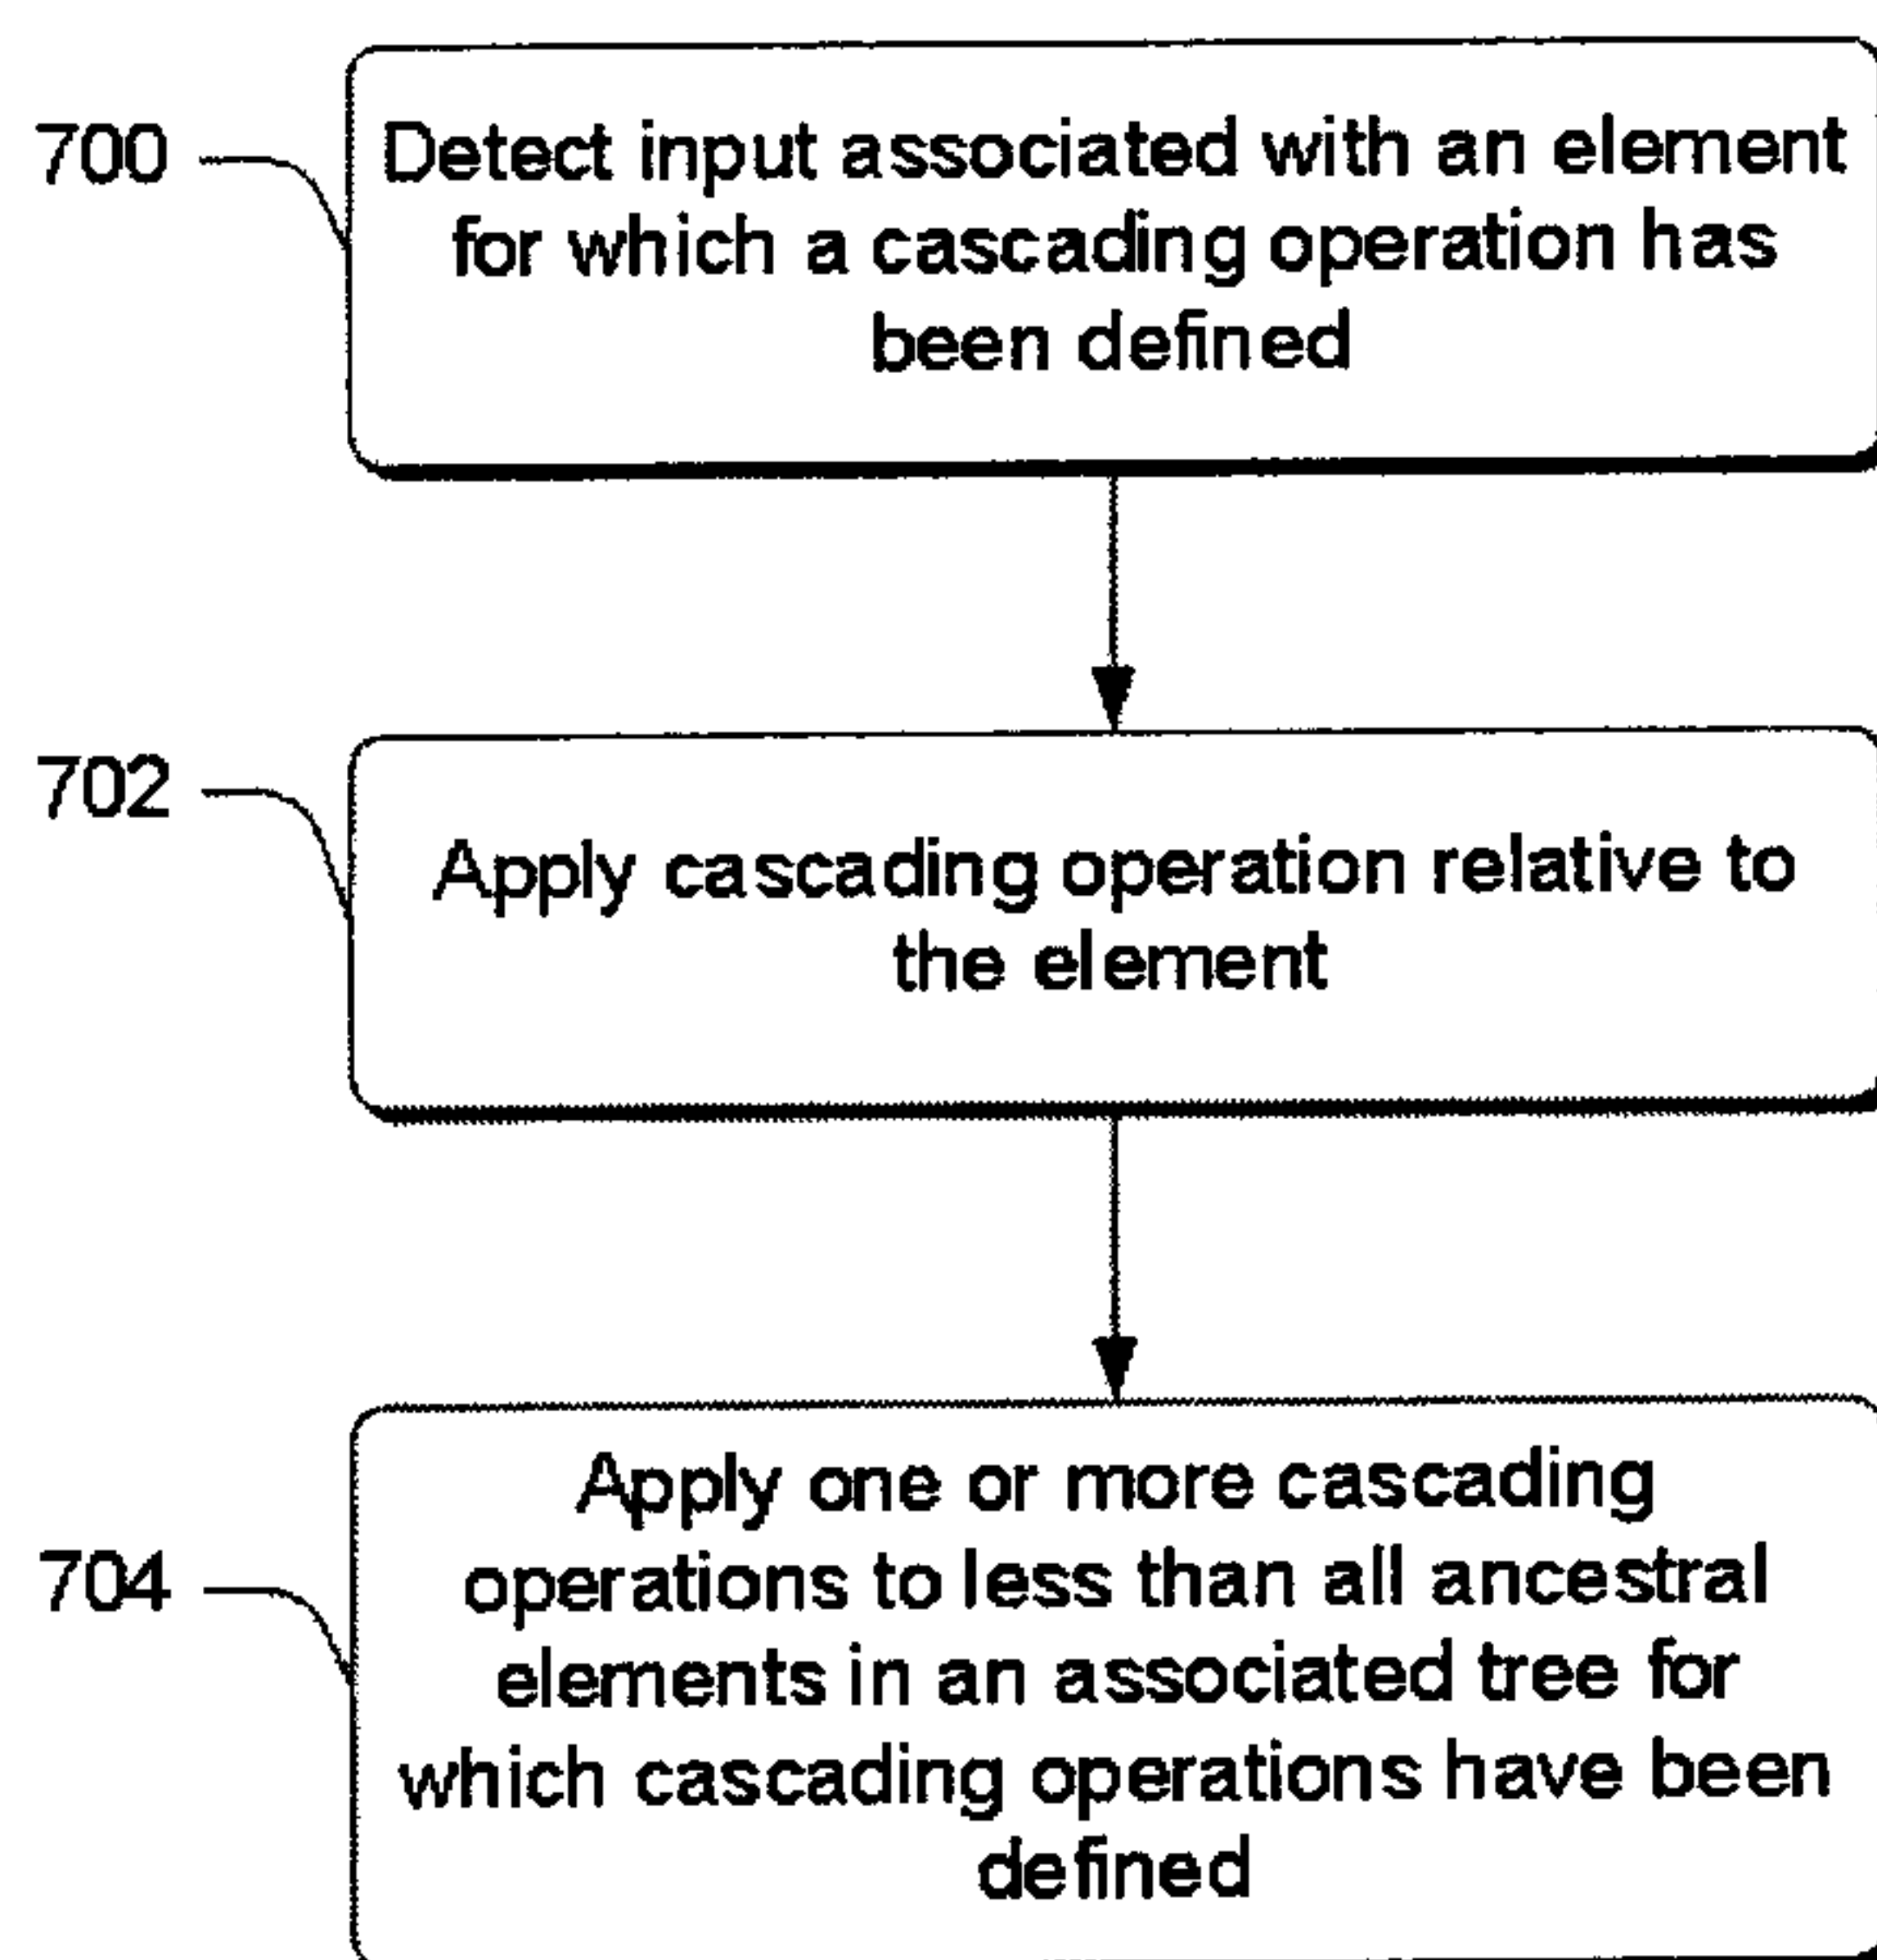 700
Detect input associated with an element
for which a cascading operation has
been defined
702
Apply cascading operation relative to
the element
Apply one or more cascading
operations to less than all ancestral
704
elements in an associated tree for
which cascading operations have been
defined